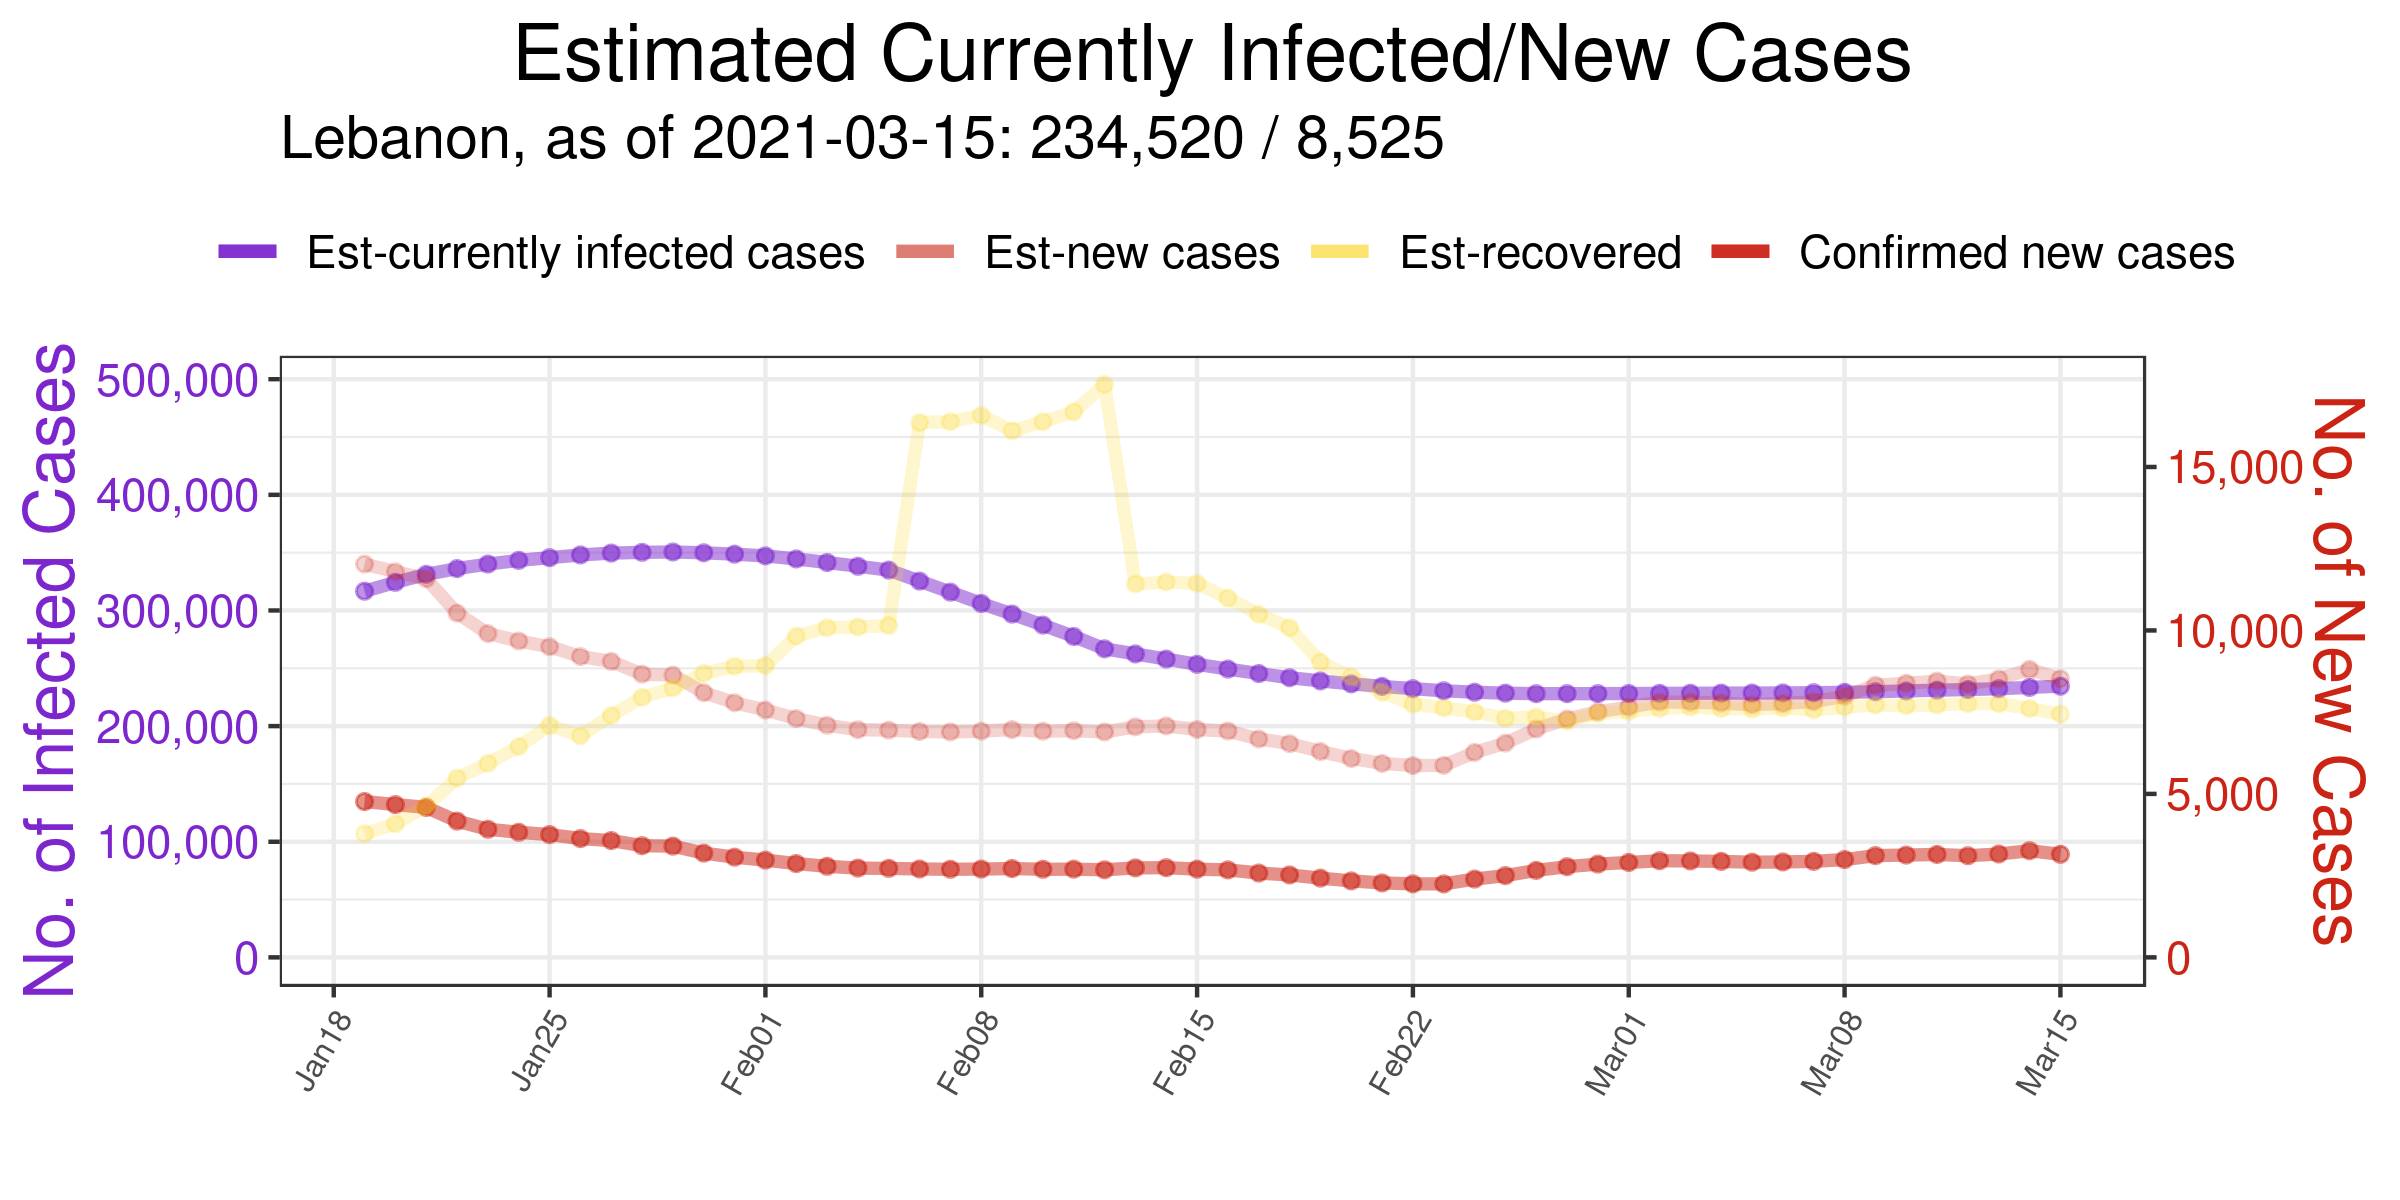 Estimated Currently Infected/New Cases
Lebanon, as of 2021-03-15: 234,520 / 8,525
Est-currently infected cases Est-new cases Est-recovered Confirmed new cases
No. of Infected Cases
500,000
400,000
300,000
200,000
100,000
0
15,000
10,000
5,000
0
No. of New Cases
Jan18 Jan25 Feb01 Feb08 Feb15 Feb22 Mar01 Mar08 Mar15